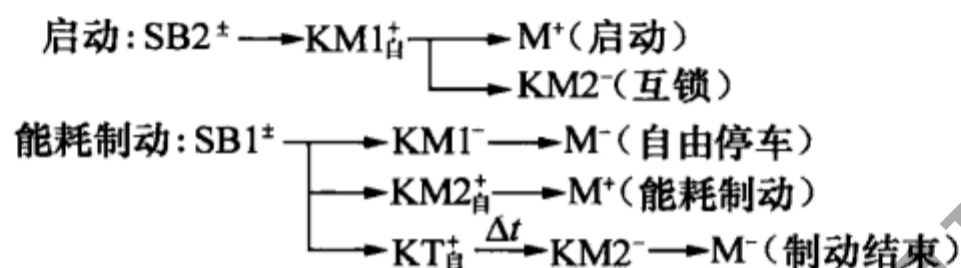 启动:SB2± → KM1⁺自 → M⁺(启动)
→ KM2⁻(互锁)
能耗制动:SB1± → KM1⁻ → M⁻(自由停车)
→ KM2⁺自 → M⁺(能耗制动)
→ KT⁺自 Δt → KM2⁻ → M⁻(制动结束)